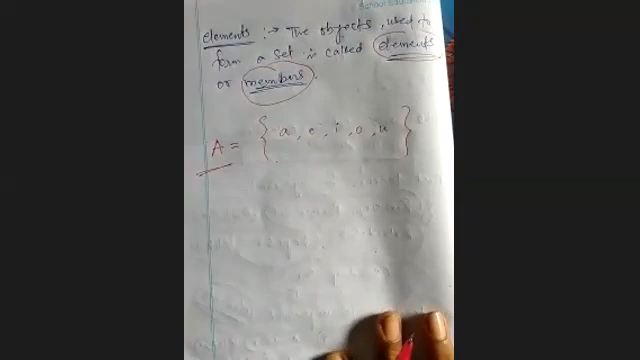 elements :→ The objects, used to
form a set is called elements
or members.
A = { a, e, i, o, u }